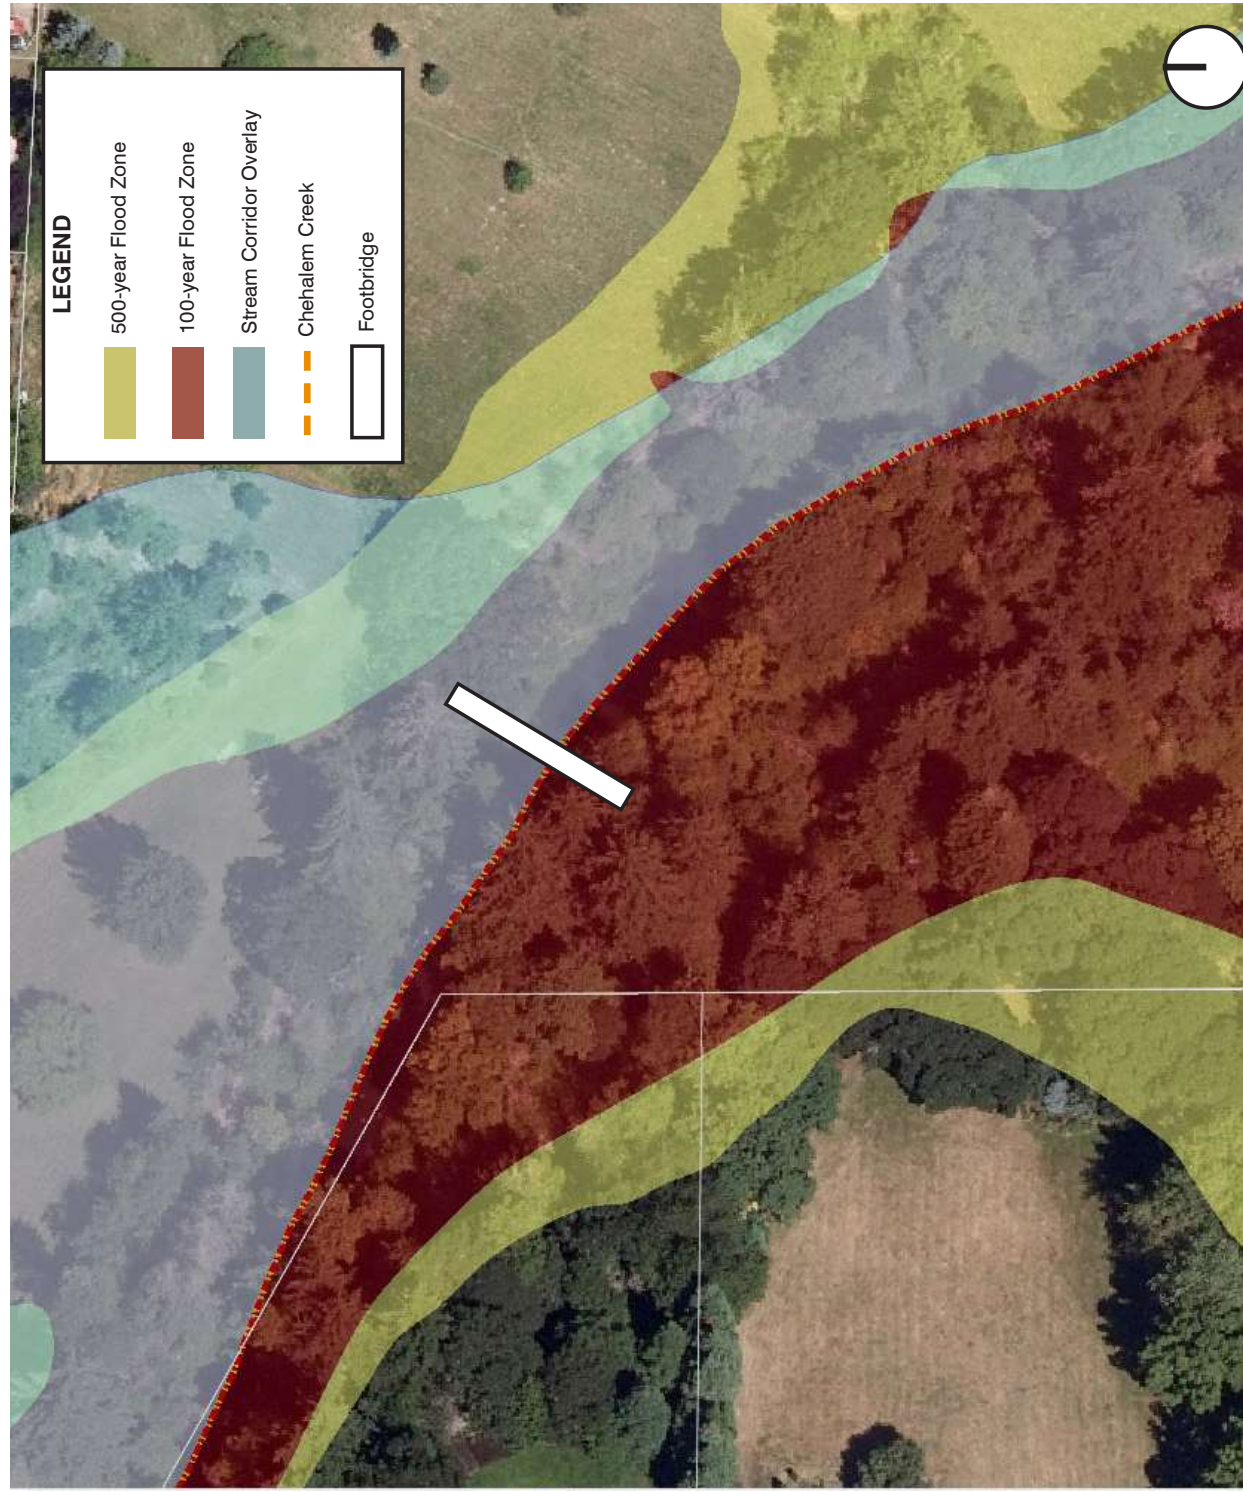 LEGEND
500-year Flood Zone
100-year Flood Zone
Stream Corridor Overlay
Chehalem Creek
Footbridge